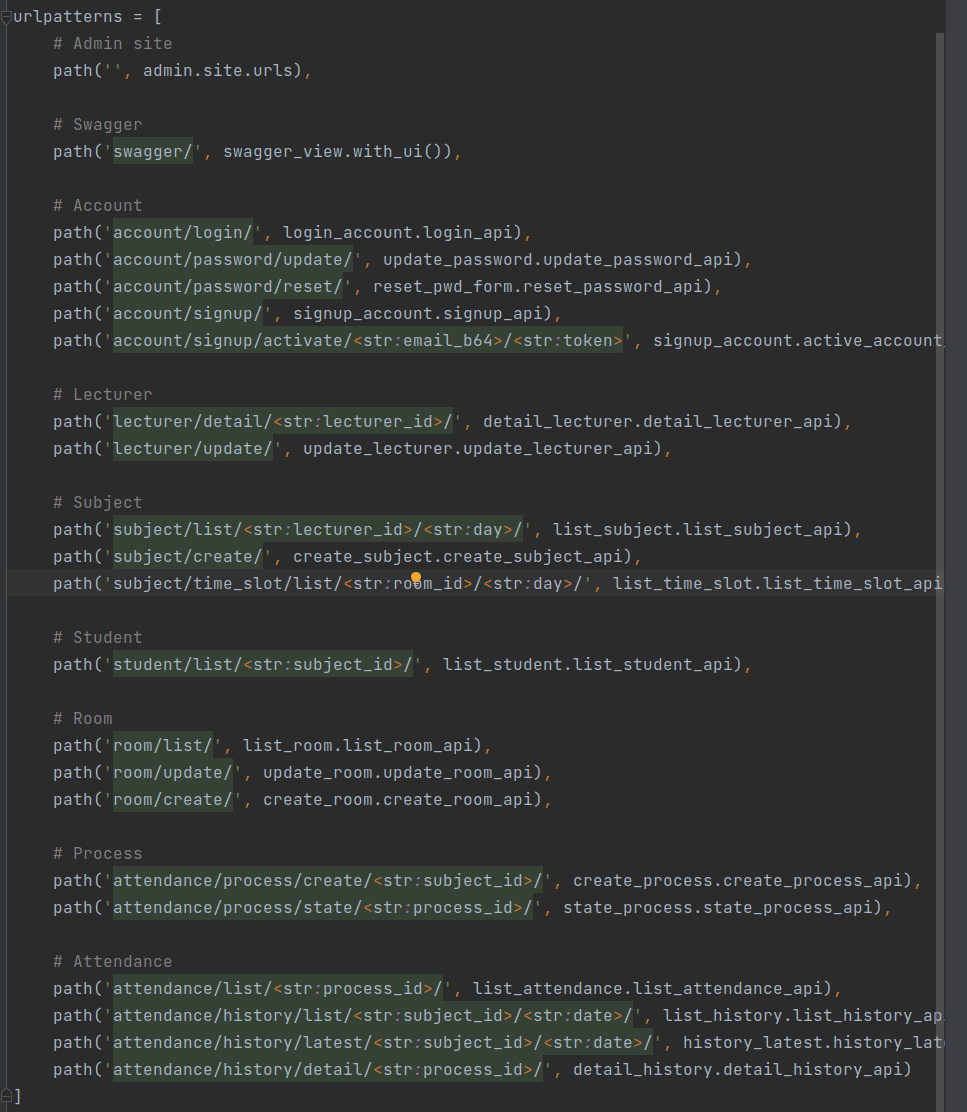 urlpatterns = [
# Admin site
path('', admin.site.urls),
# Swagger
path('swagger/', swagger_view.with_ui()),
# Account
path('account/login/', login_account.login_api),
path('account/password/update/', update_password.update_password_api),
path('account/password/reset/', reset_pwd_form.reset_password_api),
path('account/signup/', signup_account.signup_api),
path('account/signup/activate/<str:email_b64>/<str:token>', signup_account.active_account_
# Lecturer
path('lecturer/detail/<str:lecturer_id>/', detail_lecturer.detail_lecturer_api),
path('lecturer/update/', update_lecturer.update_lecturer_api),
# Subject
path('subject/list/<str:lecturer_id>/<str:day>/', list_subject.list_subject_api),
path('subject/create/', create_subject.create_subject_api),
path('subject/time_slot/list/<str:room_id>/<str:day>/', list_time_slot.list_time_slot_api
# Student
path('student/list/<str:subject_id>/', list_student.list_student_api),
# Room
path('room/list/', list_room.list_room_api),
path('room/update/', update_room.update_room_api),
path('room/create/', create_room.create_room_api),
# Process
path('attendance/process/create/<str:subject_id>/', create_process.create_process_api),
path('attendance/process/state/<str:process_id>/', state_process.state_process_api),
# Attendance
path('attendance/list/<str:process_id>/', list_attendance.list_attendance_api),
path('attendance/history/list/<str:subject_id>/<str:date>/', list_history.list_history_ap
path('attendance/history/latest/<str:subject_id>/<str:date>/', history_latest.history_late
path('attendance/history/detail/<str:process_id>/', detail_history.detail_history_api)
]